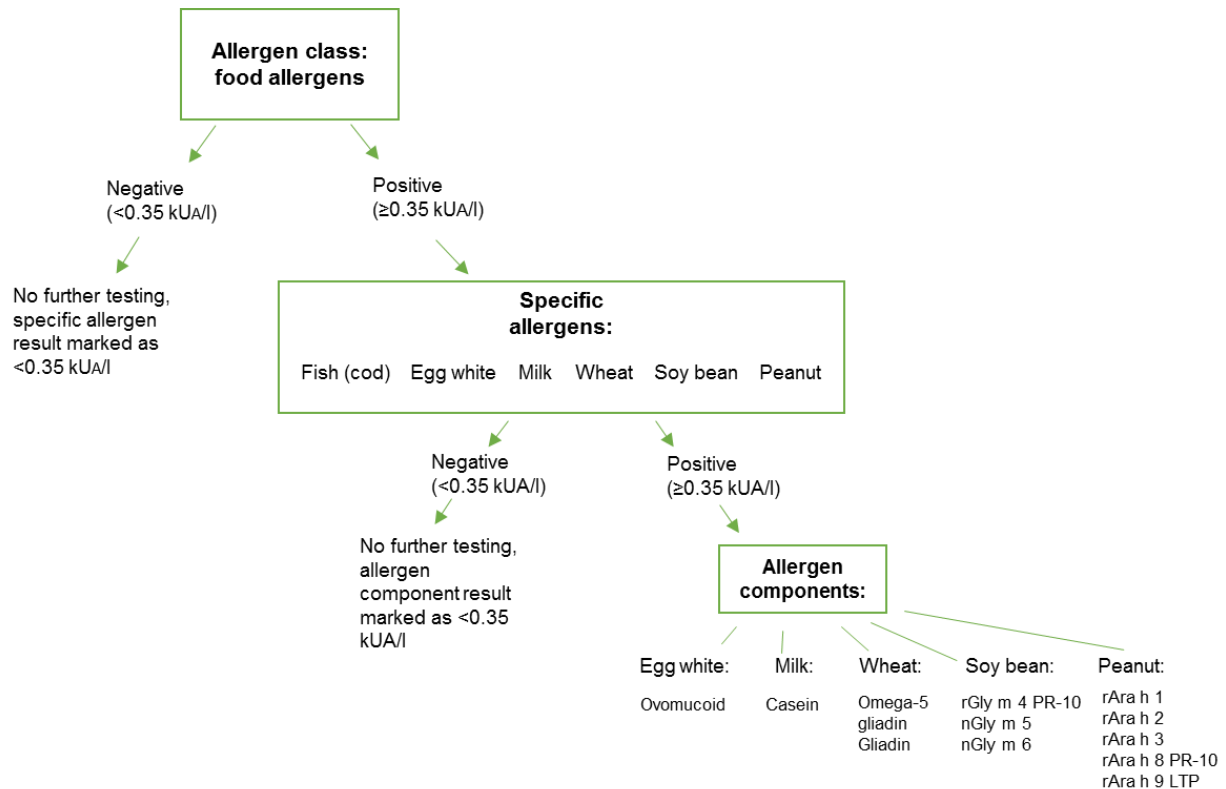 Allergen class:
food allergens
Negative
(<0.35 kUA/l)
Positive
(≥0.35 kUA/l)
No further testing,
specific allergen
result marked as
<0.35 kUA/l
Specific
allergens:
Fish (cod) Egg white Milk Wheat Soy bean Peanut
Negative
(<0.35 kUA/l)
Positive
(≥0.35 kUA/l)
No further testing,
allergen
component result
marked as <0.35
kUA/l
Allergen
components:
Egg white:
Ovomucoid
Milk:
Casein
Wheat:
Omega-5
gliadin
Gliadin
Soy bean:
rGly m 4 PR-10
nGly m 5
nGly m 6
Peanut:
rAra h 1
rAra h 2
rAra h 3
rAra h 8 PR-10
rAra h 9 LTP